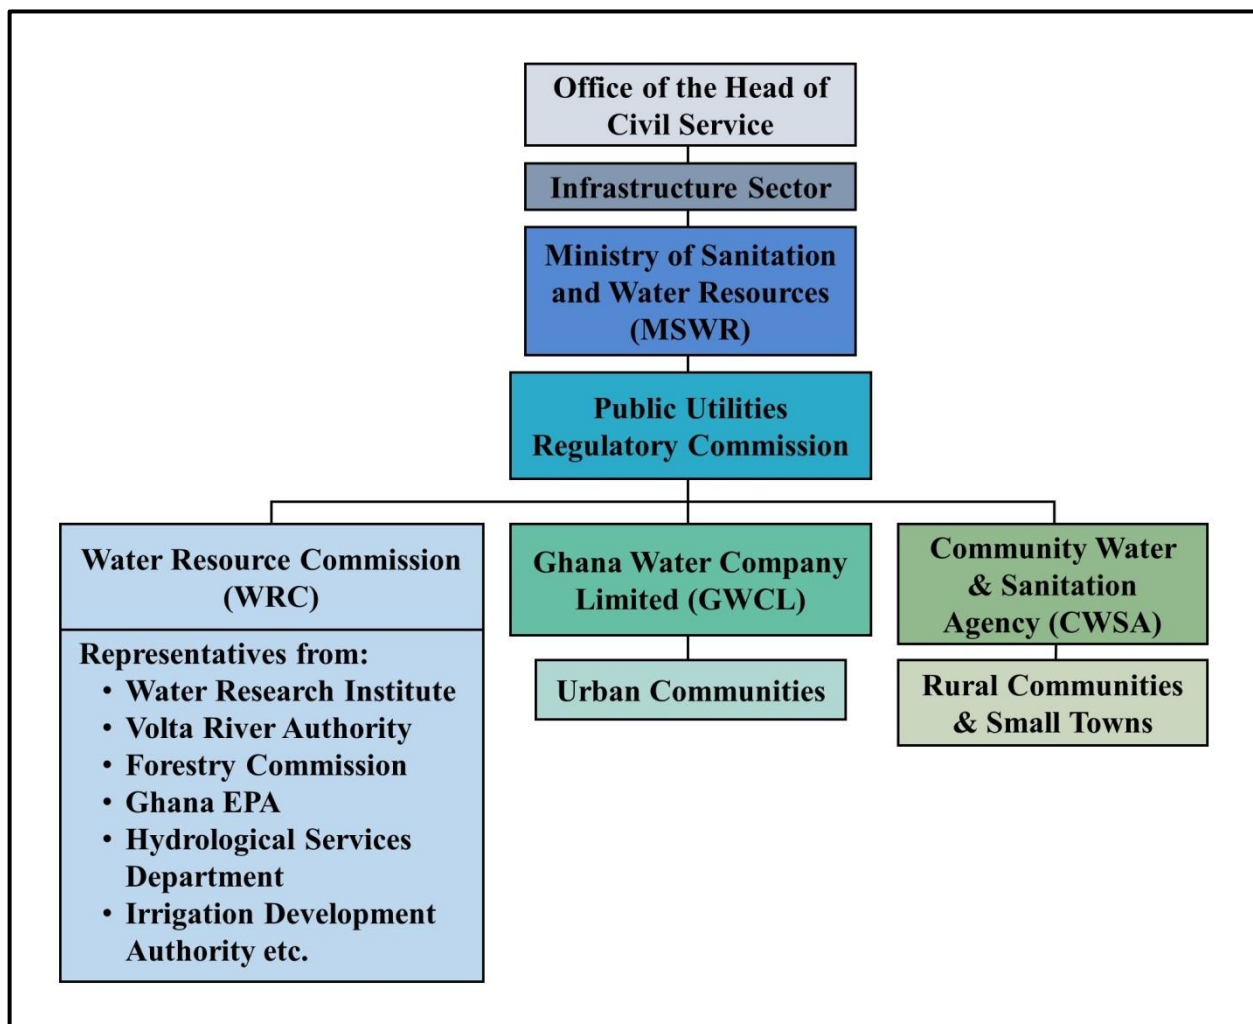 Office of the Head of
Civil Service
Infrastructure Sector
Ministry of Sanitation
and Water Resources
(MSWR)
Public Utilities
Regulatory Commission
Water Resource Commission
(WRC)
Representatives from:
• Water Research Institute
• Volta River Authority
• Forestry Commission
• Ghana EPA
• Hydrological Services
Department
• Irrigation Development
Authority etc.
Ghana Water Company
Limited (GWCL)
Urban Communities
Community Water
& Sanitation
Agency (CWSA)
Rural Communities
& Small Towns